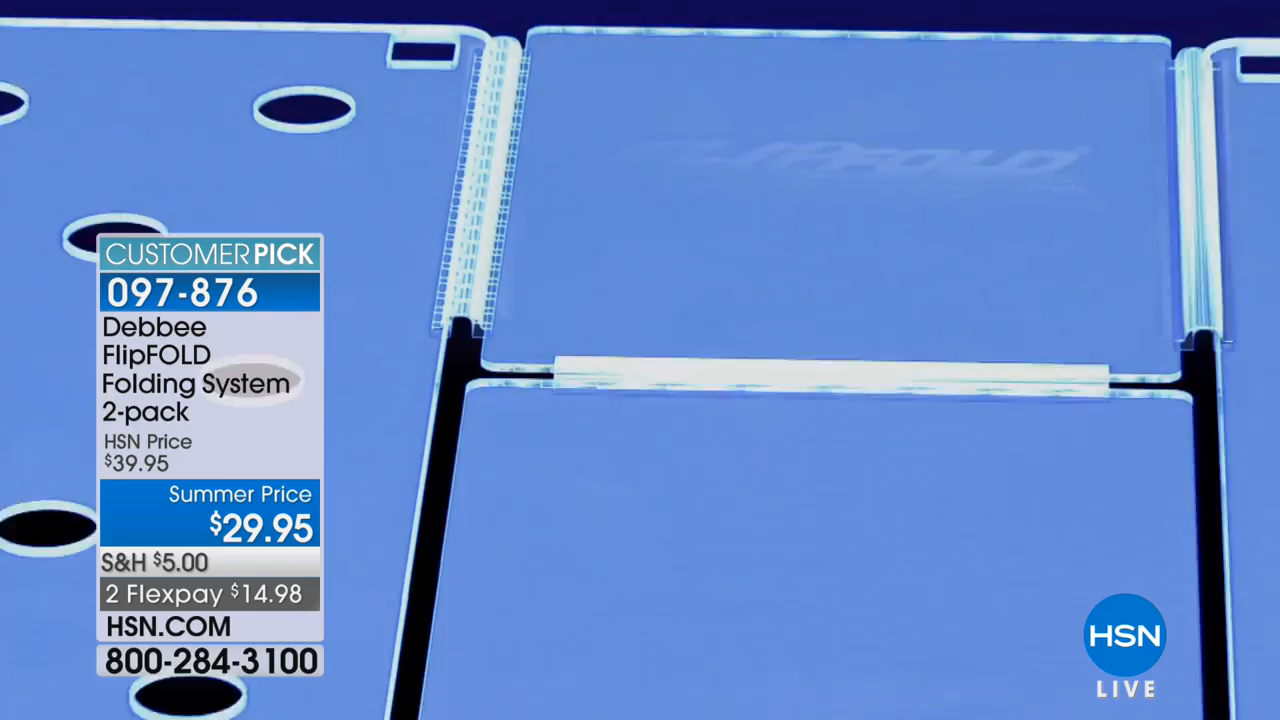 FLIPFOLD
CUSTOMER PICK
097-876
Debbee
FlipFOLD
Folding System
2-pack
HSN Price
$39.95
Summer Price
$29.95
S&H $5.00
2 Flexpay $14.98
HSN.COM
800-284-3100
HSN
LIVE